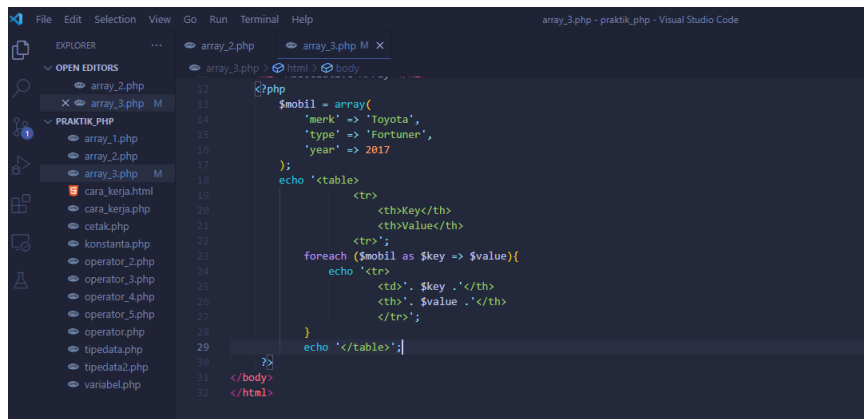 File Edit Selection View Go Run Terminal Help array_3.php - praktik_php - Visual Studio Code
EXPLORER ...
OPEN EDITORS
array_2.php
array_3.php M
PRAKTIK_PHP
array_1.php
array_2.php
array_3.php M
cara_kerja.html
cara_kerja.php
cetak.php
konstanta.php
operator_2.php
operator_3.php
operator_4.php
operator_5.php
operator.php
tipedata.php
tipedata2.php
variabel.php
1
array_2.php array_3.php M
array_3.php > html > body
12 <?php
13 $mobil = array(
14 'merk' => 'Toyota',
15 'type' => 'Fortuner',
16 'year' => 2017
17 );
18 echo '<table>
19 <tr>
20 <th>Key</th>
21 <th>Value</th>
22 <tr>';
23 foreach ($mobil as $key => $value){
24 echo '<tr>
25 <td>'. $key .'</th>
26 <th>'. $value .'</th>
27 </tr>';
28 }
29 echo '</table>';
30 ?>
31 </body>
32 </html>